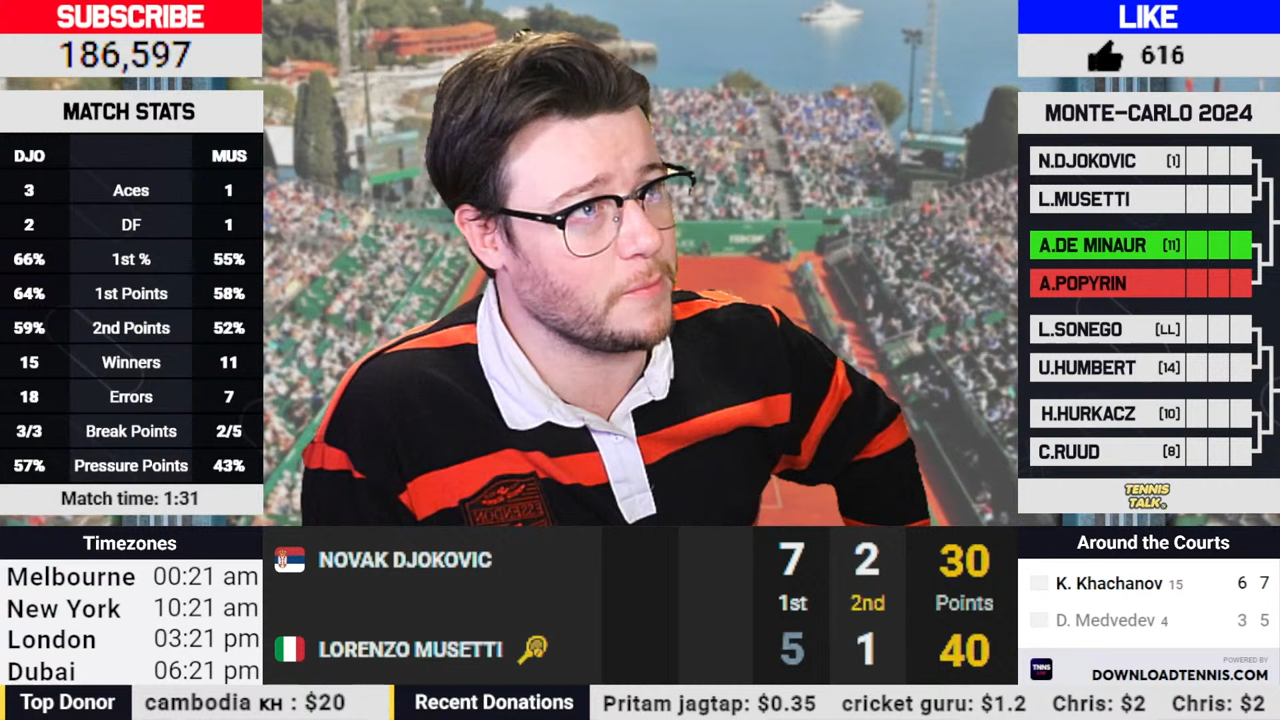 SUBSCRIBE
186,597
MATCH STATS
DJO MUS
3 Aces 1
2 DF 1
66% 1st % 55%
64% 1st Points 58%
59% 2nd Points 52%
15 Winners 11
18 Errors 7
3/3 Break Points 2/5
57% Pressure Points 43%
Match time: 1:31
LIKE
616
MONTE-CARLO 2024
N.DJOKOVIC [1]
L.MUSETTI
A.DE MINAUR [11]
A.POPYRIN
L.SONEGO [LL]
U.HUMBERT [14]
H.HURKACZ [10]
C.RUUD [8]
TENNIS
TALK.
ESSENDON
Timezones
Melbourne 00:21 am
New York 10:21 am
London 03:21 pm
Dubai 06:21 pm
NOVAK DJOKOVIC 7 2 30
1st 2nd Points
LORENZO MUSETTI 5 1 40
Around the Courts
K. Khachanov 15 6 7
D. Medvedev 4 3 5
POWERED BY
DOWNLOADTENNIS.COM
Top Donor cambodia KH : $20 Recent Donations Pritam jagtap: $0.35 cricket guru: $1.2 Chris: $2 Chris: $2